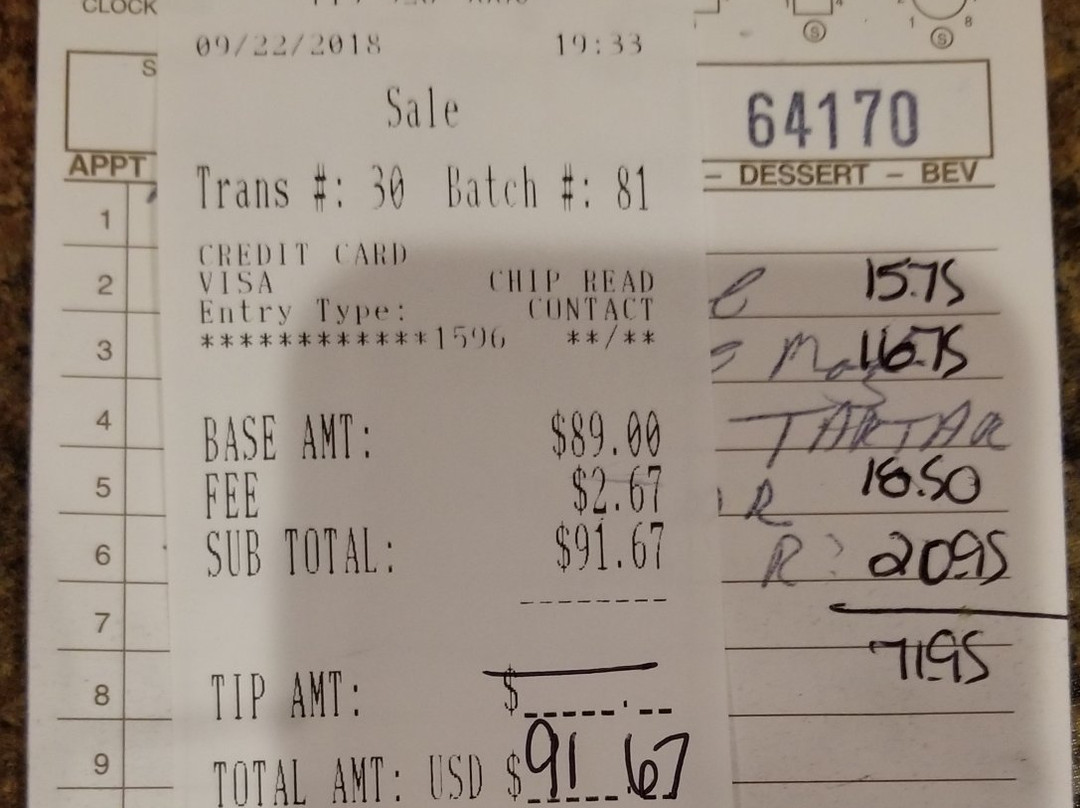 CLOCK
09/22/2018 19:33
Sale
64170
APPT – DESSERT – BEV
Trans #: 30 Batch #: 81
1
CREDIT CARD
VISA CHIP READ
2 15.75
Entry Type: CONTACT
************1596 **/**
3 16.75
4 TARTAR
BASE AMT: $89.00
5 18.50
FEE $2.67
6 R 20.95
SUB TOTAL: $91.67
7
71.95
TIP AMT: $_____.__
8
9
TOTAL AMT: USD $91.67